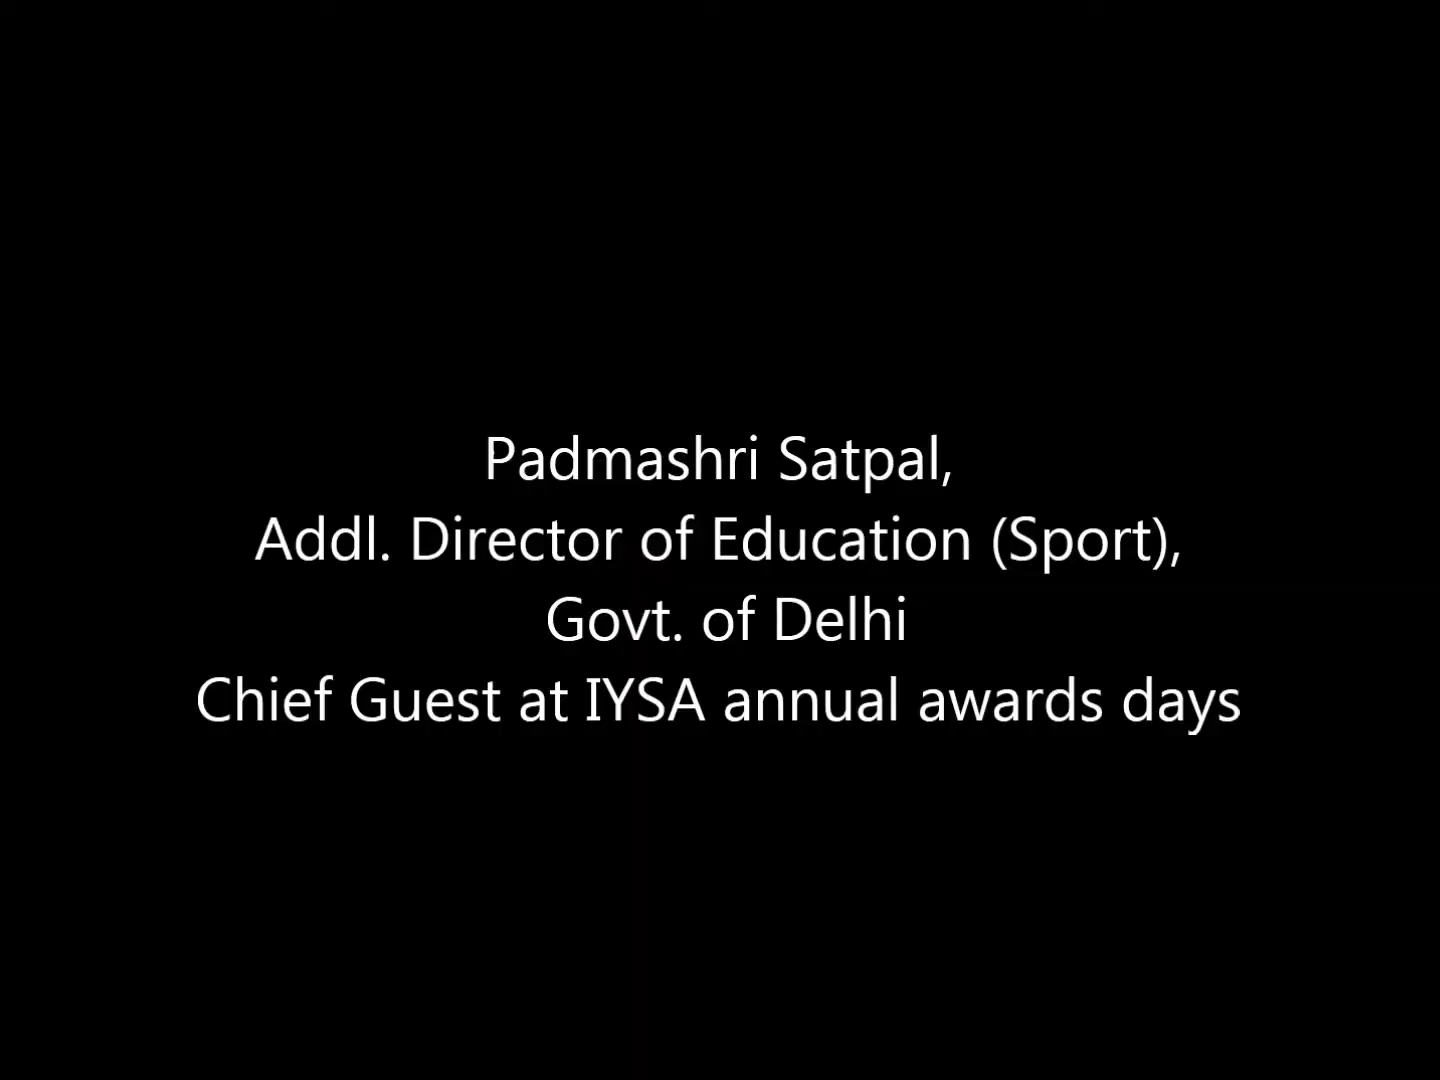 Padmashri Satpal,
Addl. Director of Education (Sport),
Govt. of Delhi
Chief Guest at IYSA annual awards days